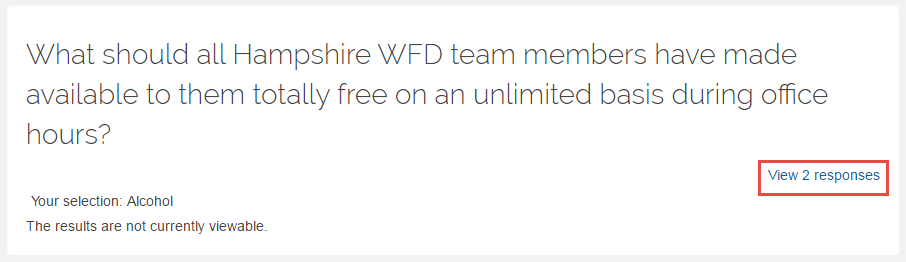 What should all Hampshire WFD team members have made
available to them totally free on an unlimited basis during office
hours?
View 2 responses
Your selection: Alcohol
The results are not currently viewable.